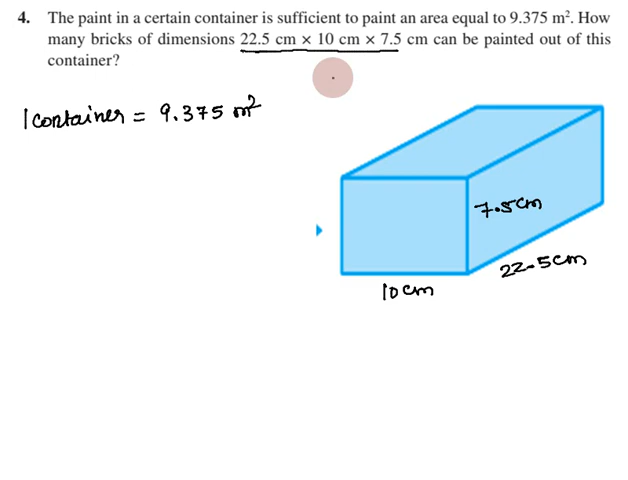 4. The paint in a certain container is sufficient to paint an area equal to 9.375 m². How
many bricks of dimensions 22.5 cm × 10 cm × 7.5 cm can be painted out of this
container?
1 container = 9.375 m²
7.5cm
22.5cm
10cm